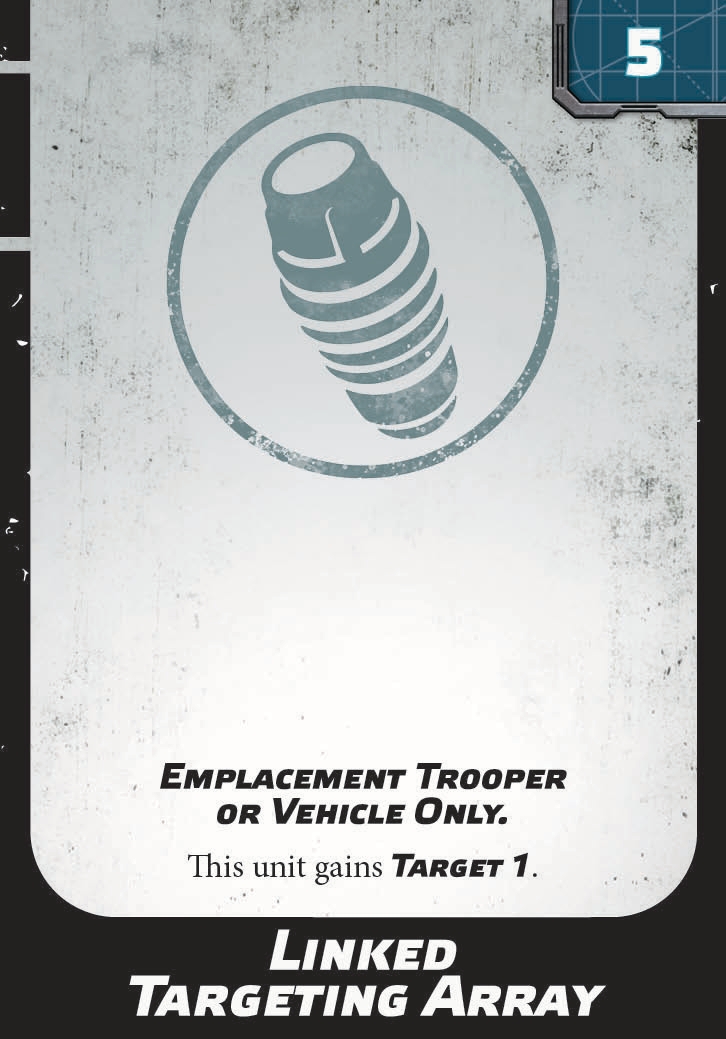 5
Emplacement Trooper
or Vehicle Only.
This unit gains Target 1.
Linked
Targeting Array